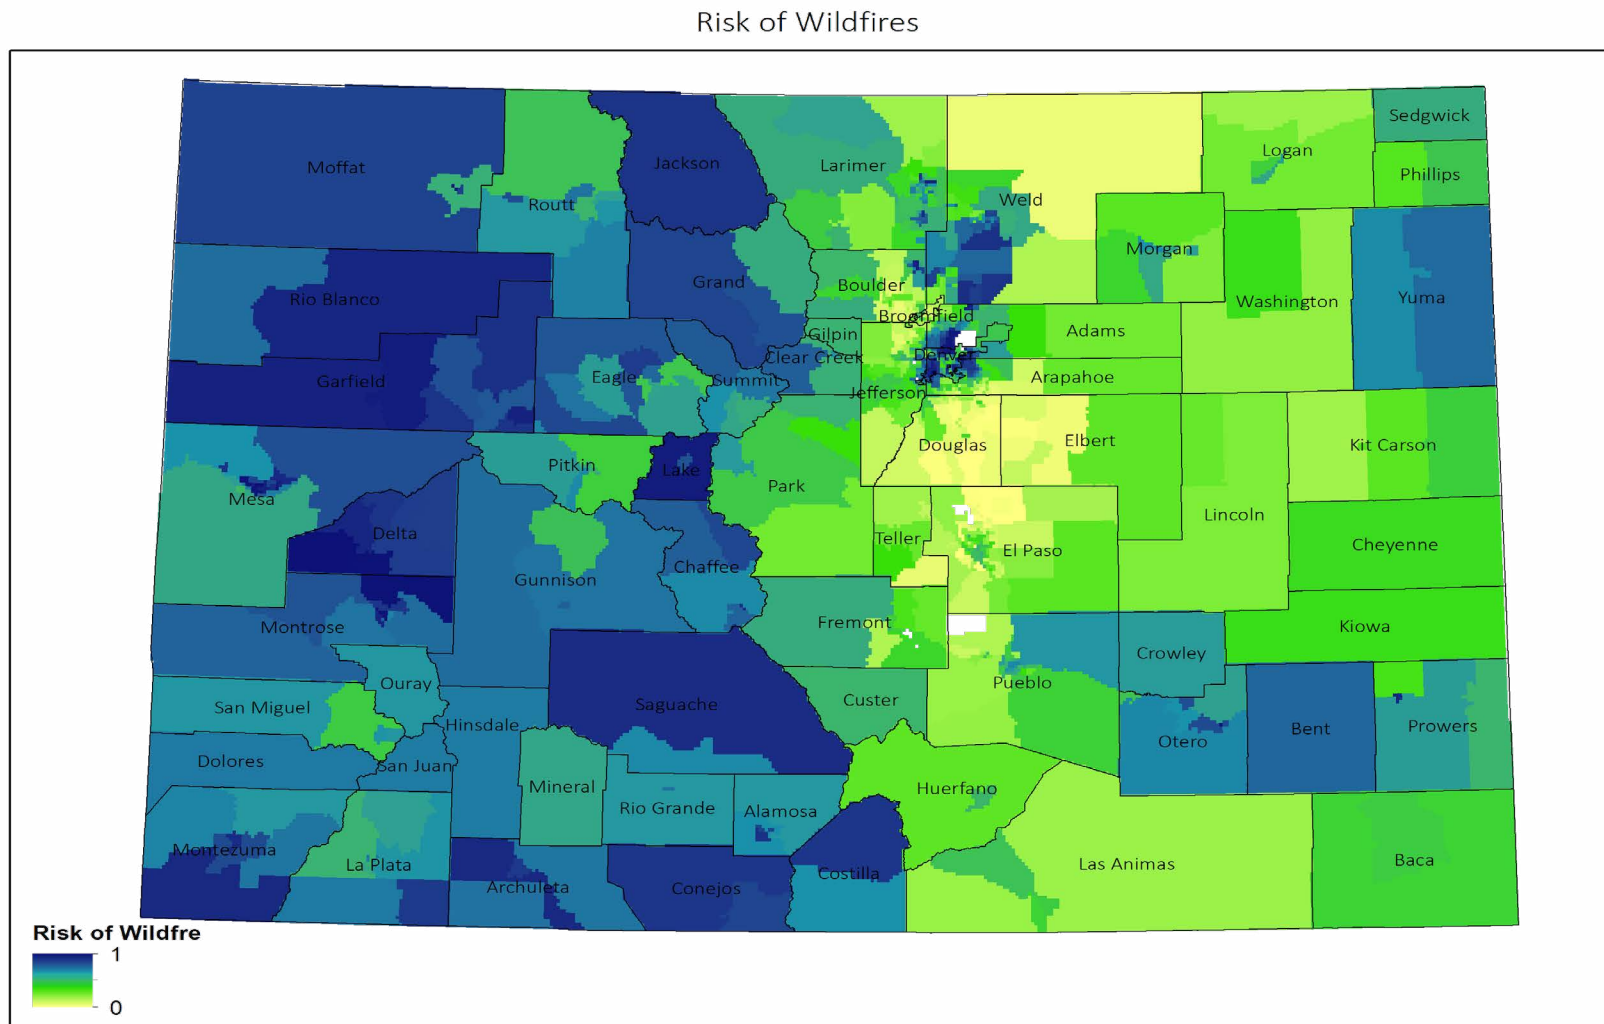 Risk of Wildfires
Sedgwick
Logan
Moffat
Jackson
Larimer
Phillips
Routt
Weld
Morgan
Grand
Boulder
Rio Blanco
Washington
Yuma
Broomfield
Gilpin
Adams
Clear Creek
Denver
Garfield
Eagle
Summit
Arapahoe
Jefferson
Douglas
Elbert
Kit Carson
Pitkin
Lake
Park
Mesa
Lincoln
Delta
Teller
El Paso
Cheyenne
Gunnison
Chaffee
Montrose
Fremont
Kiowa
Crowley
Ouray
Pueblo
San Miguel
Hinsdale
Saguache
Custer
Otero
Bent
Prowers
Dolores
San Juan
Mineral
Huerfano
Rio Grande
Alamosa
Montezuma
La Plata
Archuleta
Conejos
Costilla
Las Animas
Baca
Risk of Wildfre
1
0